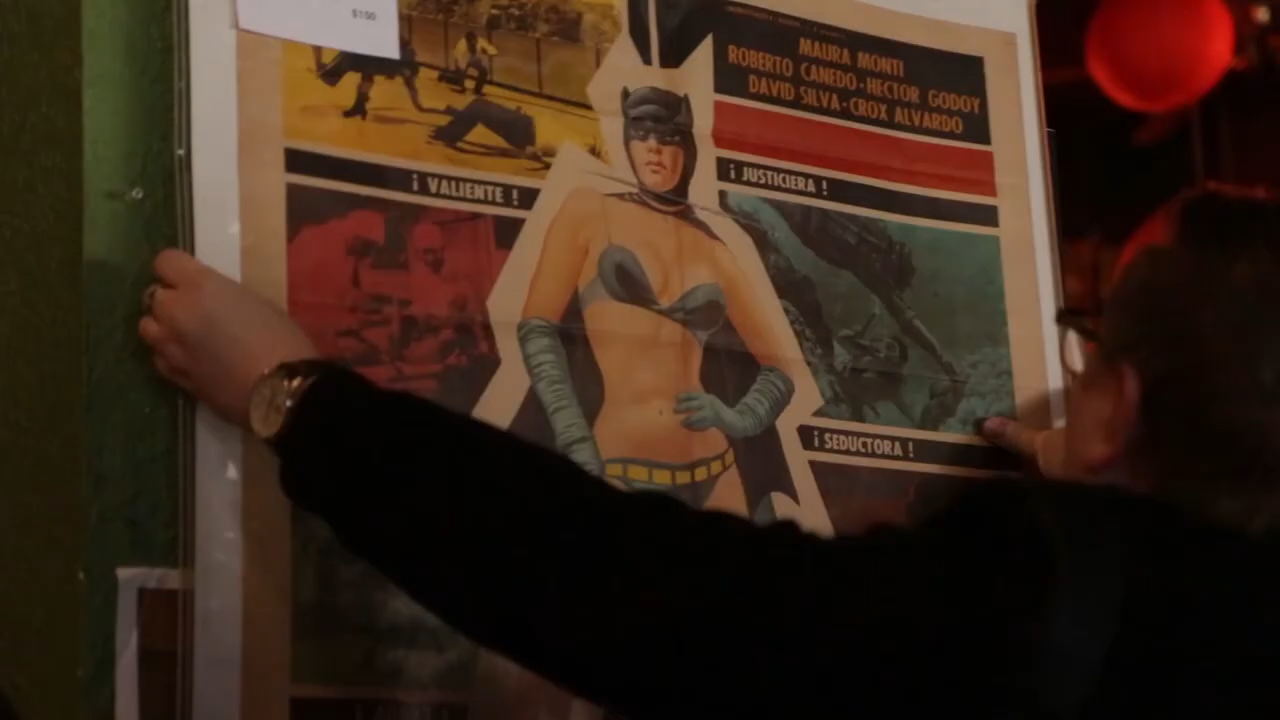 $150
MAURA MONTI
ROBERTO CANEDO·HECTOR GODOY
DAVID SILVA·CROX ALVARDO
¡ VALIENTE !
¡ JUSTICIERA !
¡ SEDUCTORA !